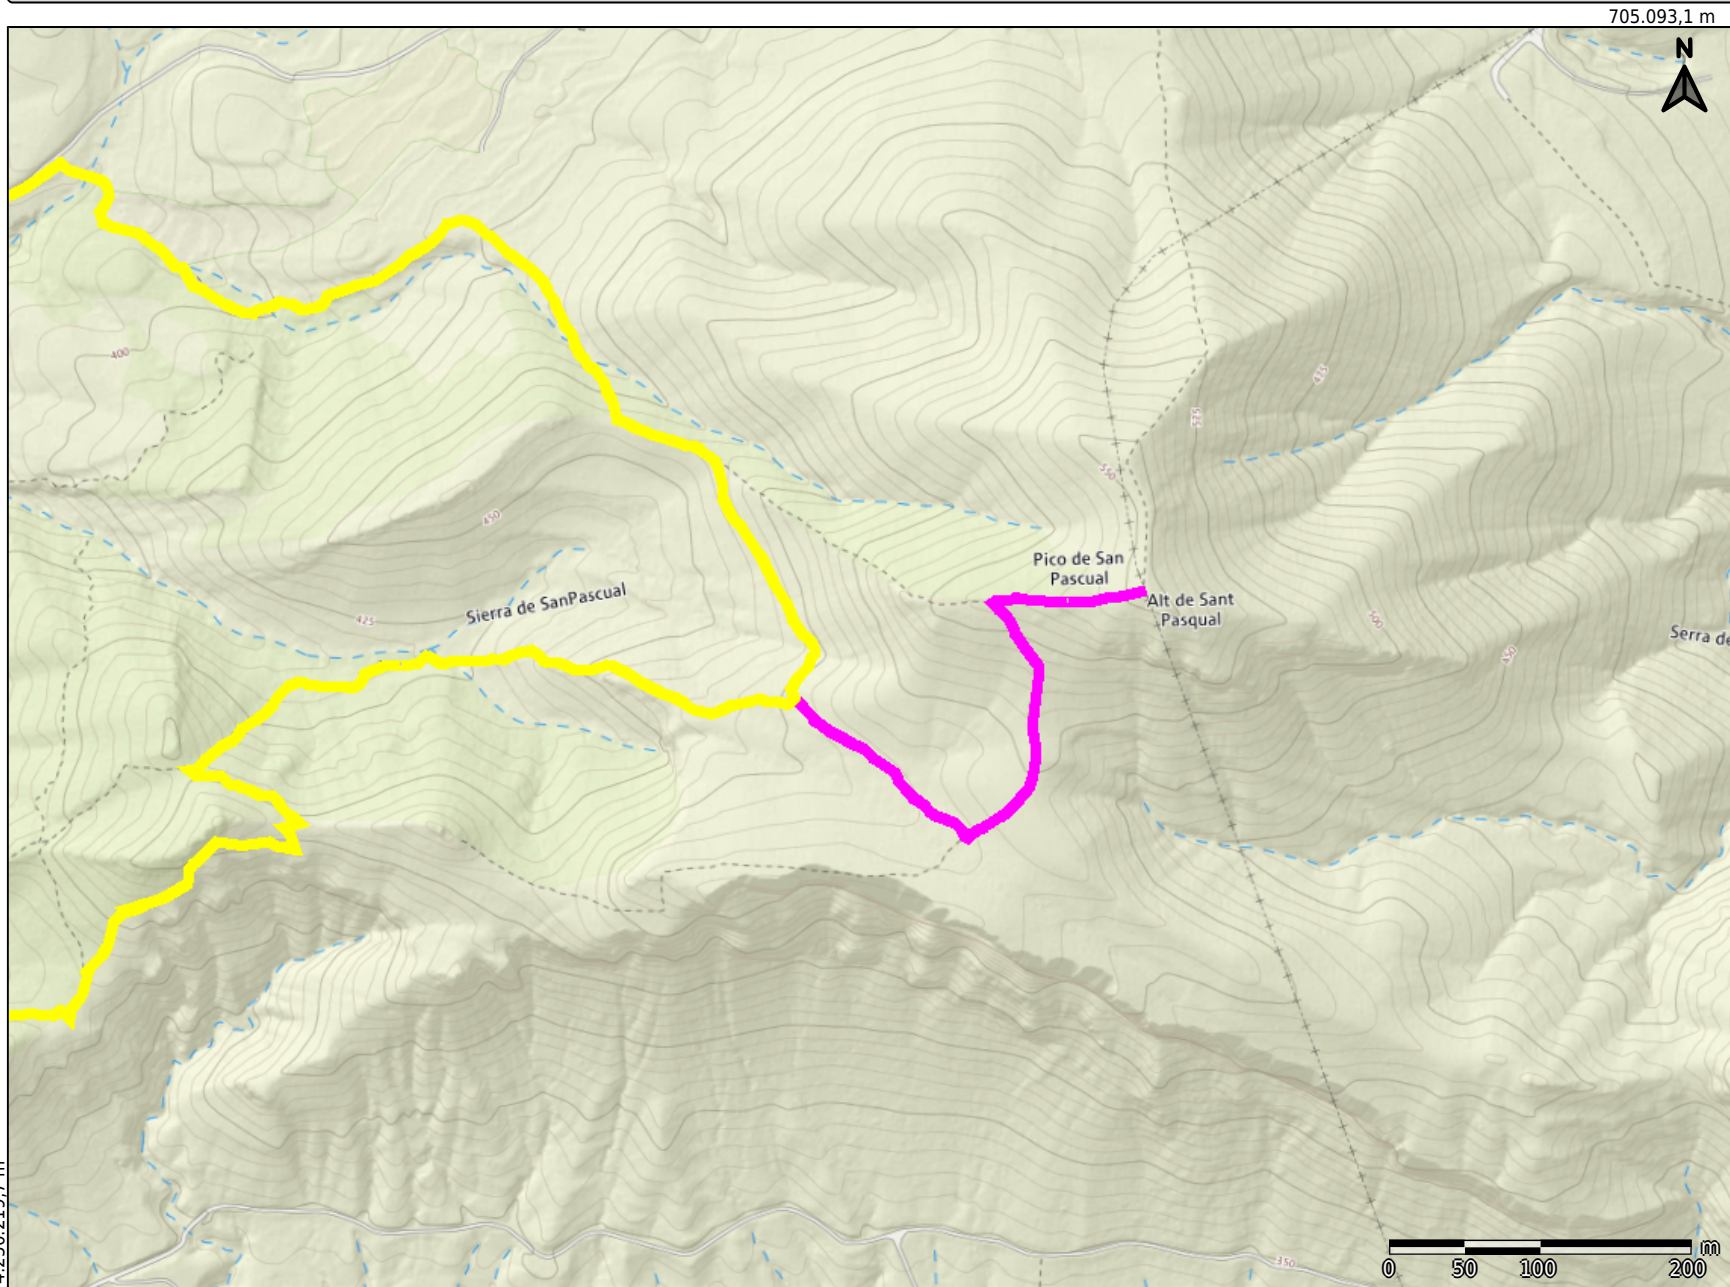 705.093,1 m
N
400
475
525
550
450
Pico de San
Pascual
Sierra de SanPascual
Alt de Sant
Pasqual
425
500
450
Serra de
350
m
0 50 100 200